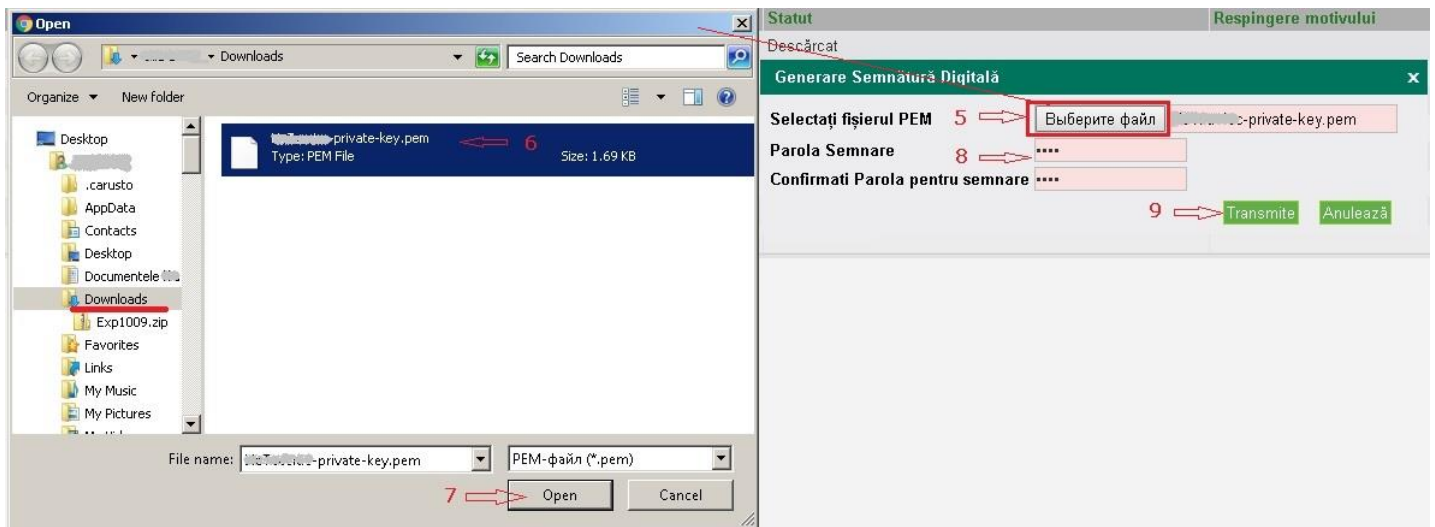 Open
Downloads
Search Downloads
Organize
New folder
Desktop
.carusto
AppData
Contacts
Desktop
Documentele
Downloads
Exp1009.zip
Favorites
Links
My Music
My Pictures
-private-key.pem
6
Type: PEM File
Size: 1.69 KB
File name:
-private-key.pem
PEM-файл (*.pem)
7
Open
Cancel
Statut
Respingere motivului
Descărcat
Generare Semnătură Digitală
x
Selectați fișierul PEM
5
Выберите файл
c-private-key.pem
Parola Semnare
8
••••
Confirmati Parola pentru semnare
••••
9
Transmite
Anulează